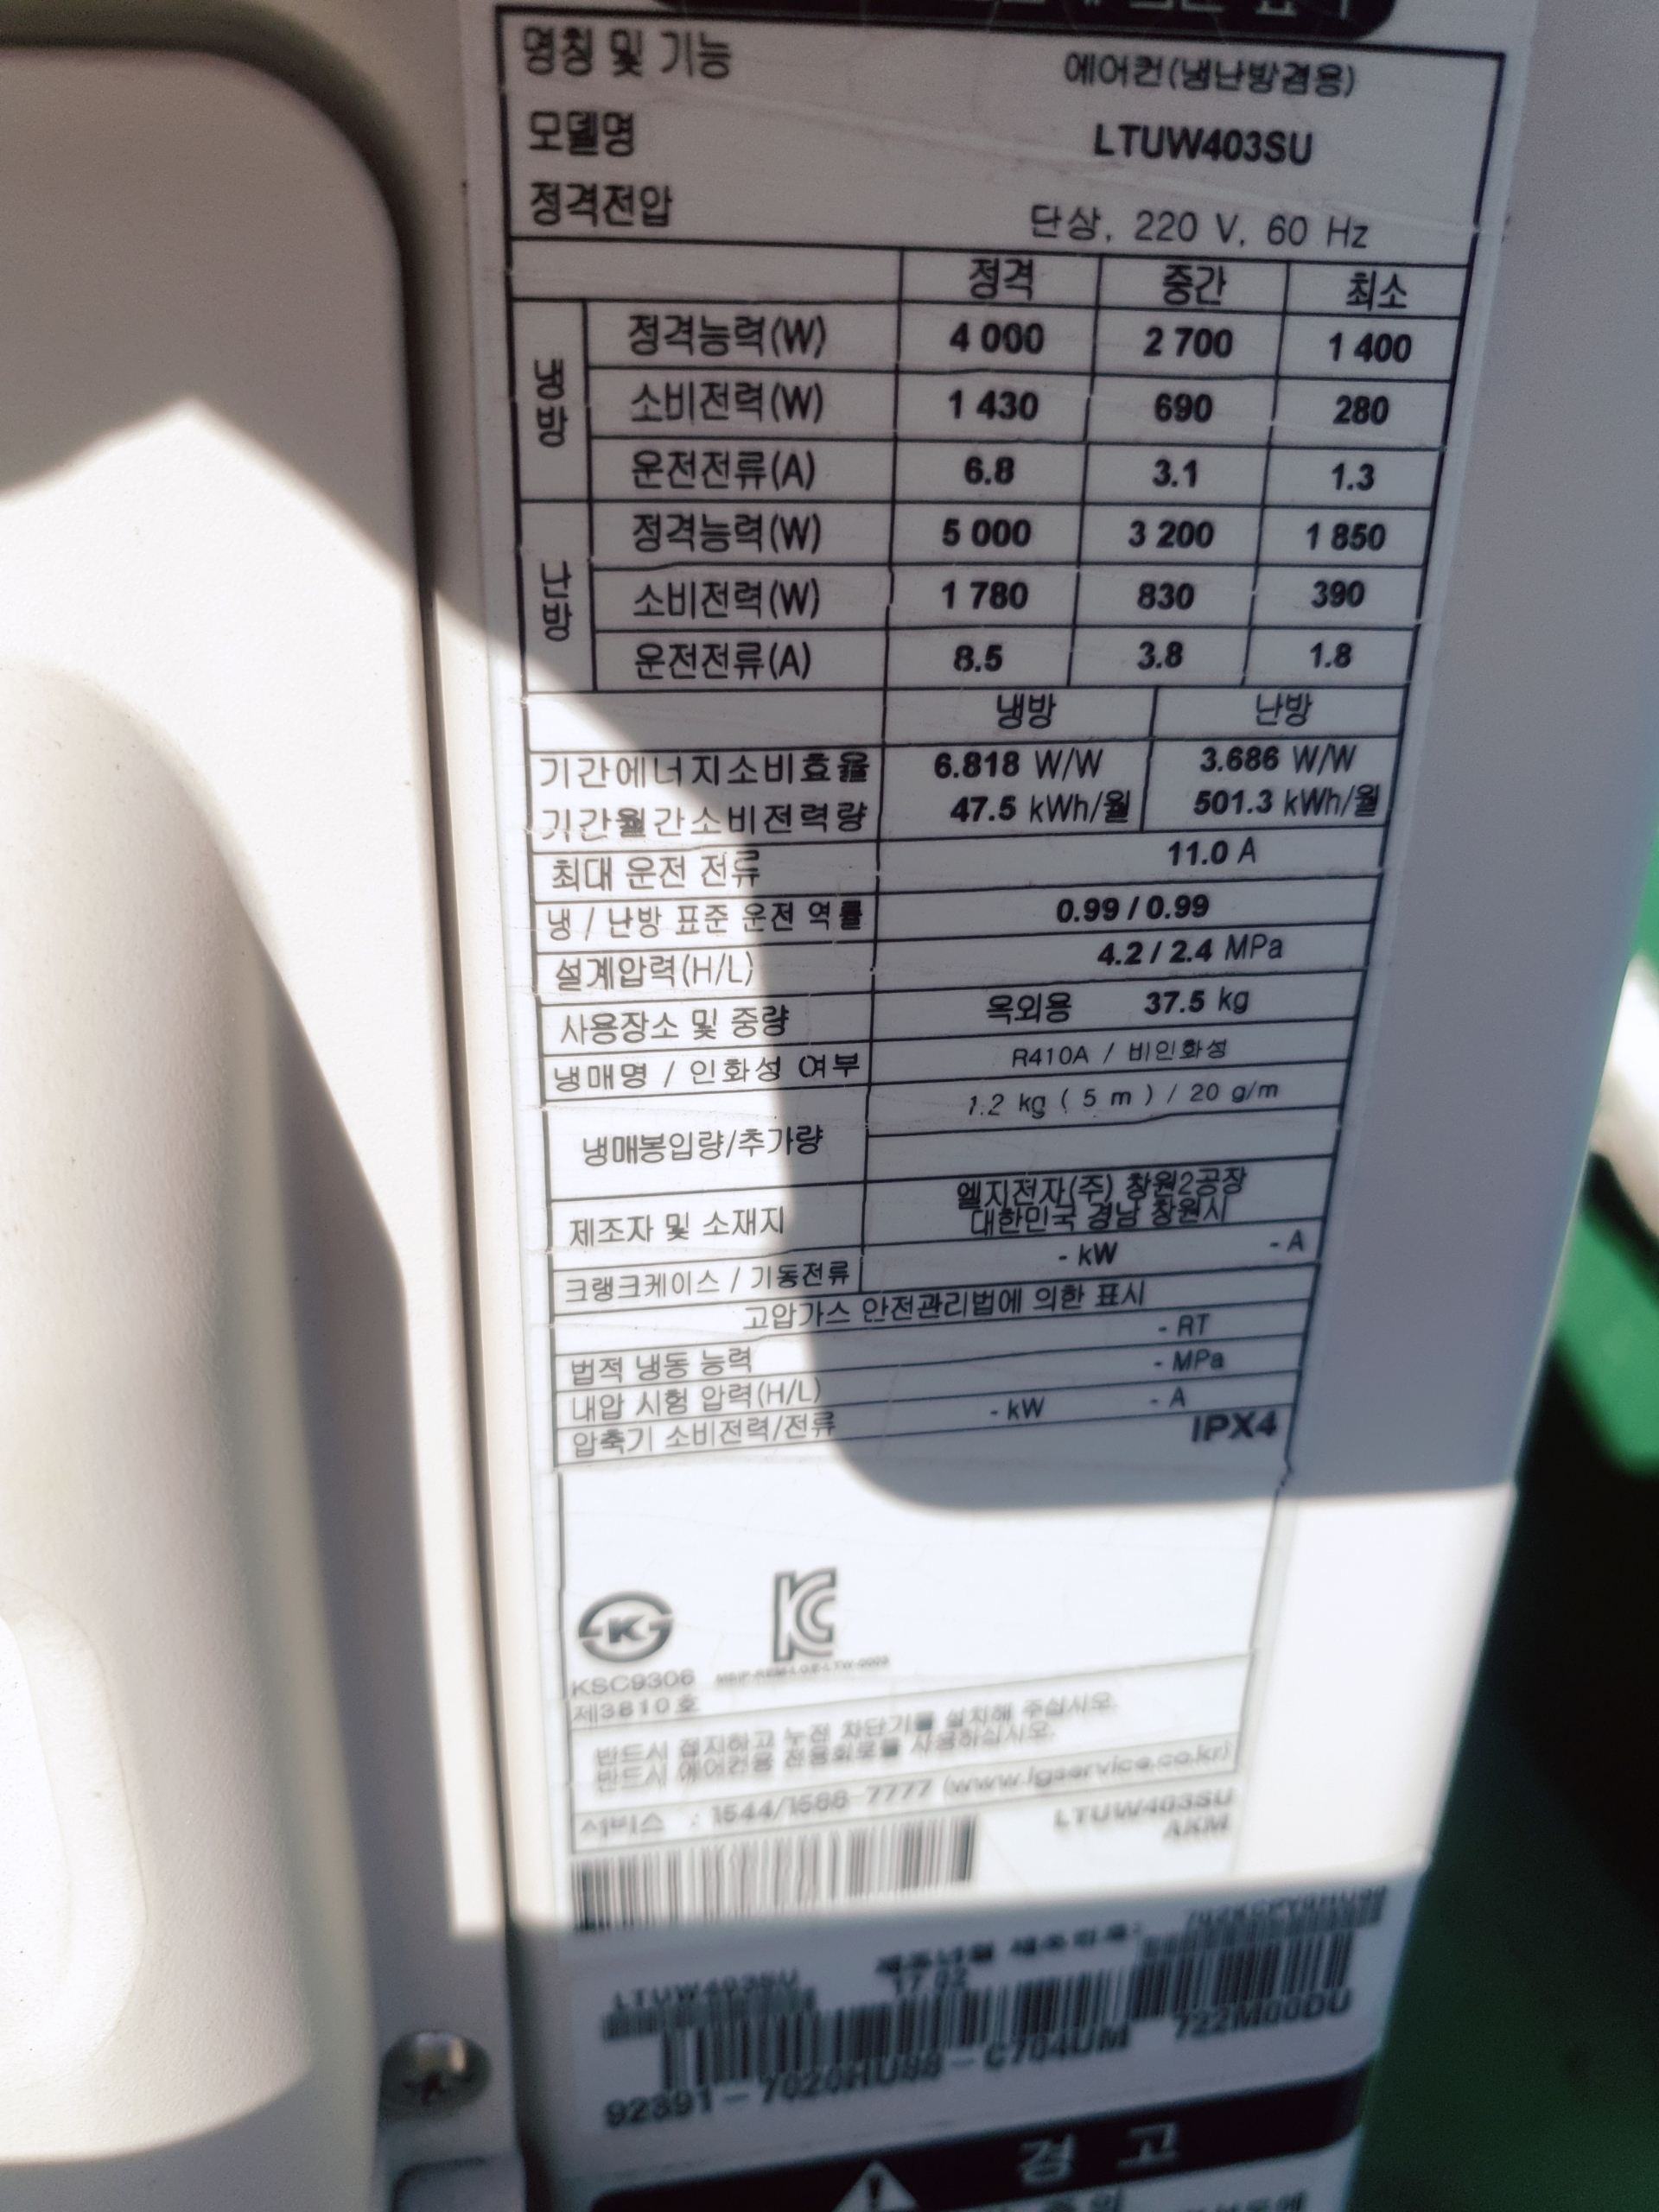 명칭 및 기능 에어컨(냉난방겸용)
모델명 LTUW403SU
정격전압 단상, 220 V, 60 Hz
정격 중간 최소
냉방
정격능력(W) 4 000 2 700 1 400
소비전력(W) 1 430 690 280
운전전류(A) 6.8 3.1 1.3
난방
정격능력(W) 5 000 3 200 1 850
소비전력(W) 1 780 830 390
운전전류(A) 8.5 3.8 1.8
냉방 난방
기간에너지소비효율 6.818 W/W 3.686 W/W
기간월간소비전력량 47.5 kWh/월 501.3 kWh/월
최대 운전 전류 11.0 A
냉 / 난방 표준 운전 역률 0.99 / 0.99
설계압력(H/L) 4.2 / 2.4 MPa
사용장소 및 중량 옥외용 37.5 kg
냉매명 / 인화성 여부 R410A / 비인화성
냉매봉입량/추가량 1.2 kg ( 5 m ) / 20 g/m
제조자 및 소재지 엘지전자(주) 창원2공장
대한민국 경남 창원시
크랭크케이스 / 기동전류 - kW - A
고압가스 안전관리법에 의한 표시
법적 냉동 능력 - RT
내압 시험 압력(H/L) - MPa
압축기 소비전력/전류 - kW - A
IPX4
KSC9306
제3810호
반드시 접지하고 누전 차단기를 설치해 주십시오.
반드시 에어컨용 전용회로를 사용하십시오.
서비스 : 1544/1588-7777 (www.lgservice.co.kr)
LTUW403SU
AKM
LTUW403SU
17.02
722M00DU
경 고